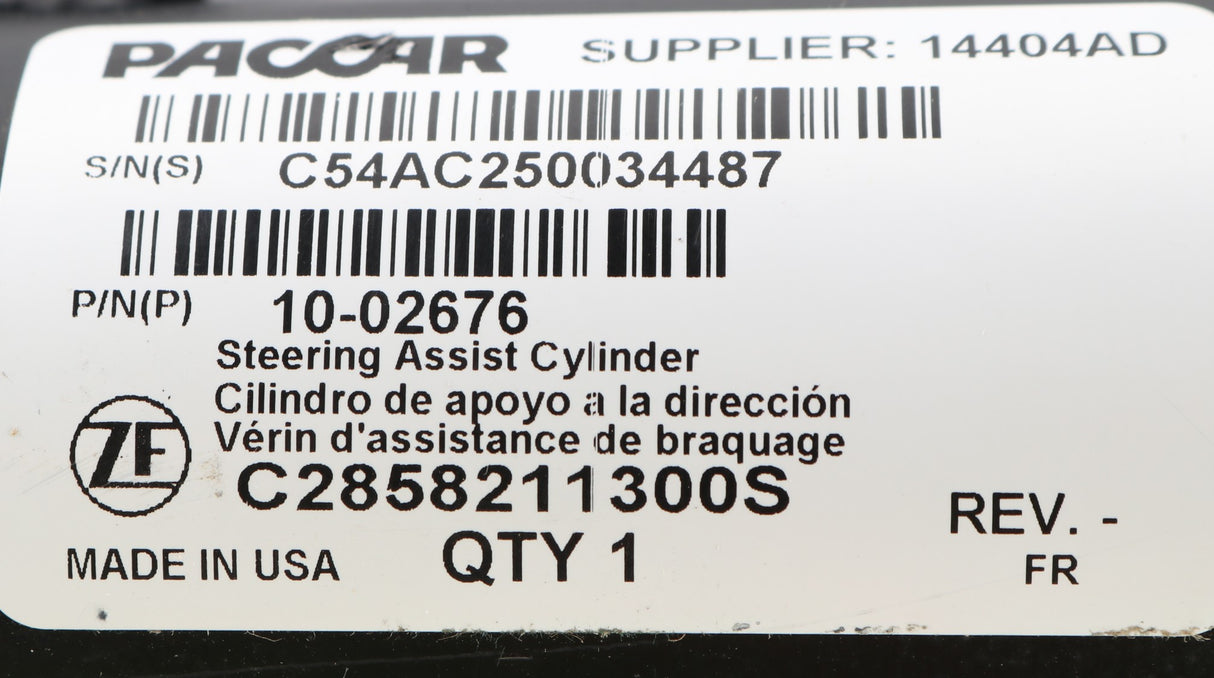 PACCAR SUPPLIER: 14404AD
S/N(S) C54AC250034487
P/N(P) 10-02676
Steering Assist Cylinder
Cilindro de apoyo a la dirección
Vérin d'assistance de braquage
ZF
C2858211300S
REV. -
MADE IN USA QTY 1 FR